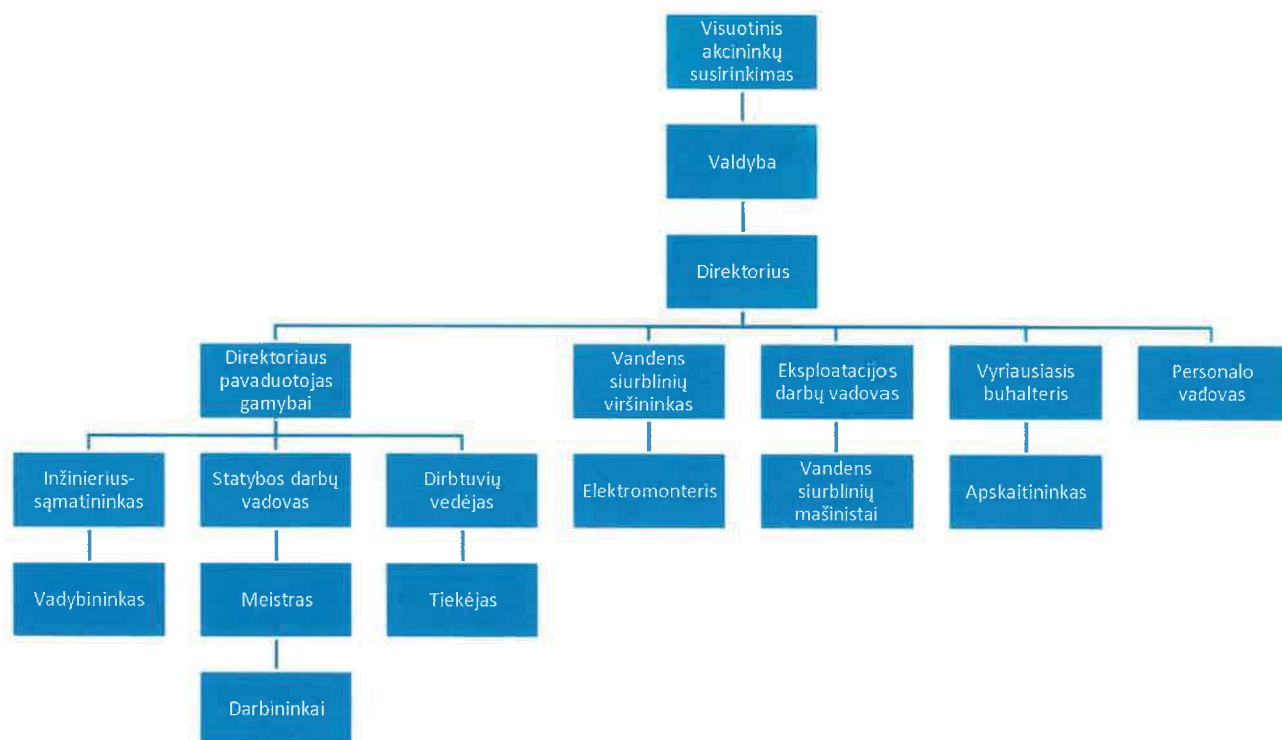 Visuotinis
akcininkų
susirinkimas
Valdyba
Direktorius
Direktoriaus
pavaduotojas
gamybai
Vandens
siurblinių
viršininkas
Eksploatacijos
darbų vadovas
Vyriausiasis
buhalteris
Personalo
vadovas
Inžinierius-
sąmatininkas
Statybos darbų
vadovas
Dirbtuvių
vedėjas
Elektromonteris
Vandens
siurblinių
mašinistai
Apskaitininkas
Vadybininkas
Meistras
Tiekėjas
Darbininkai